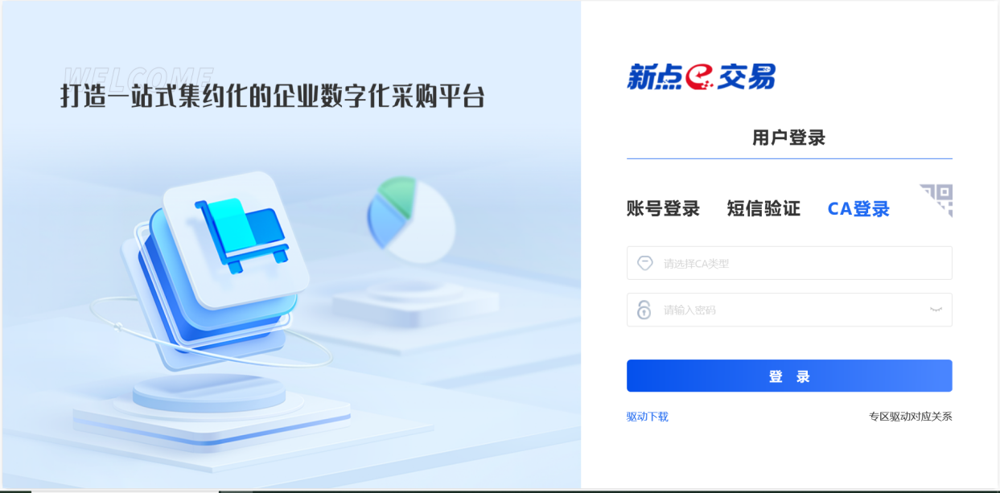 WELCOME
打造一站式集约化的企业数字化采购平台
新点e交易
用户登录
账号登录 短信验证 CA登录
请选择CA类型
请输入密码
登 录
驱动下载 专区驱动对应关系